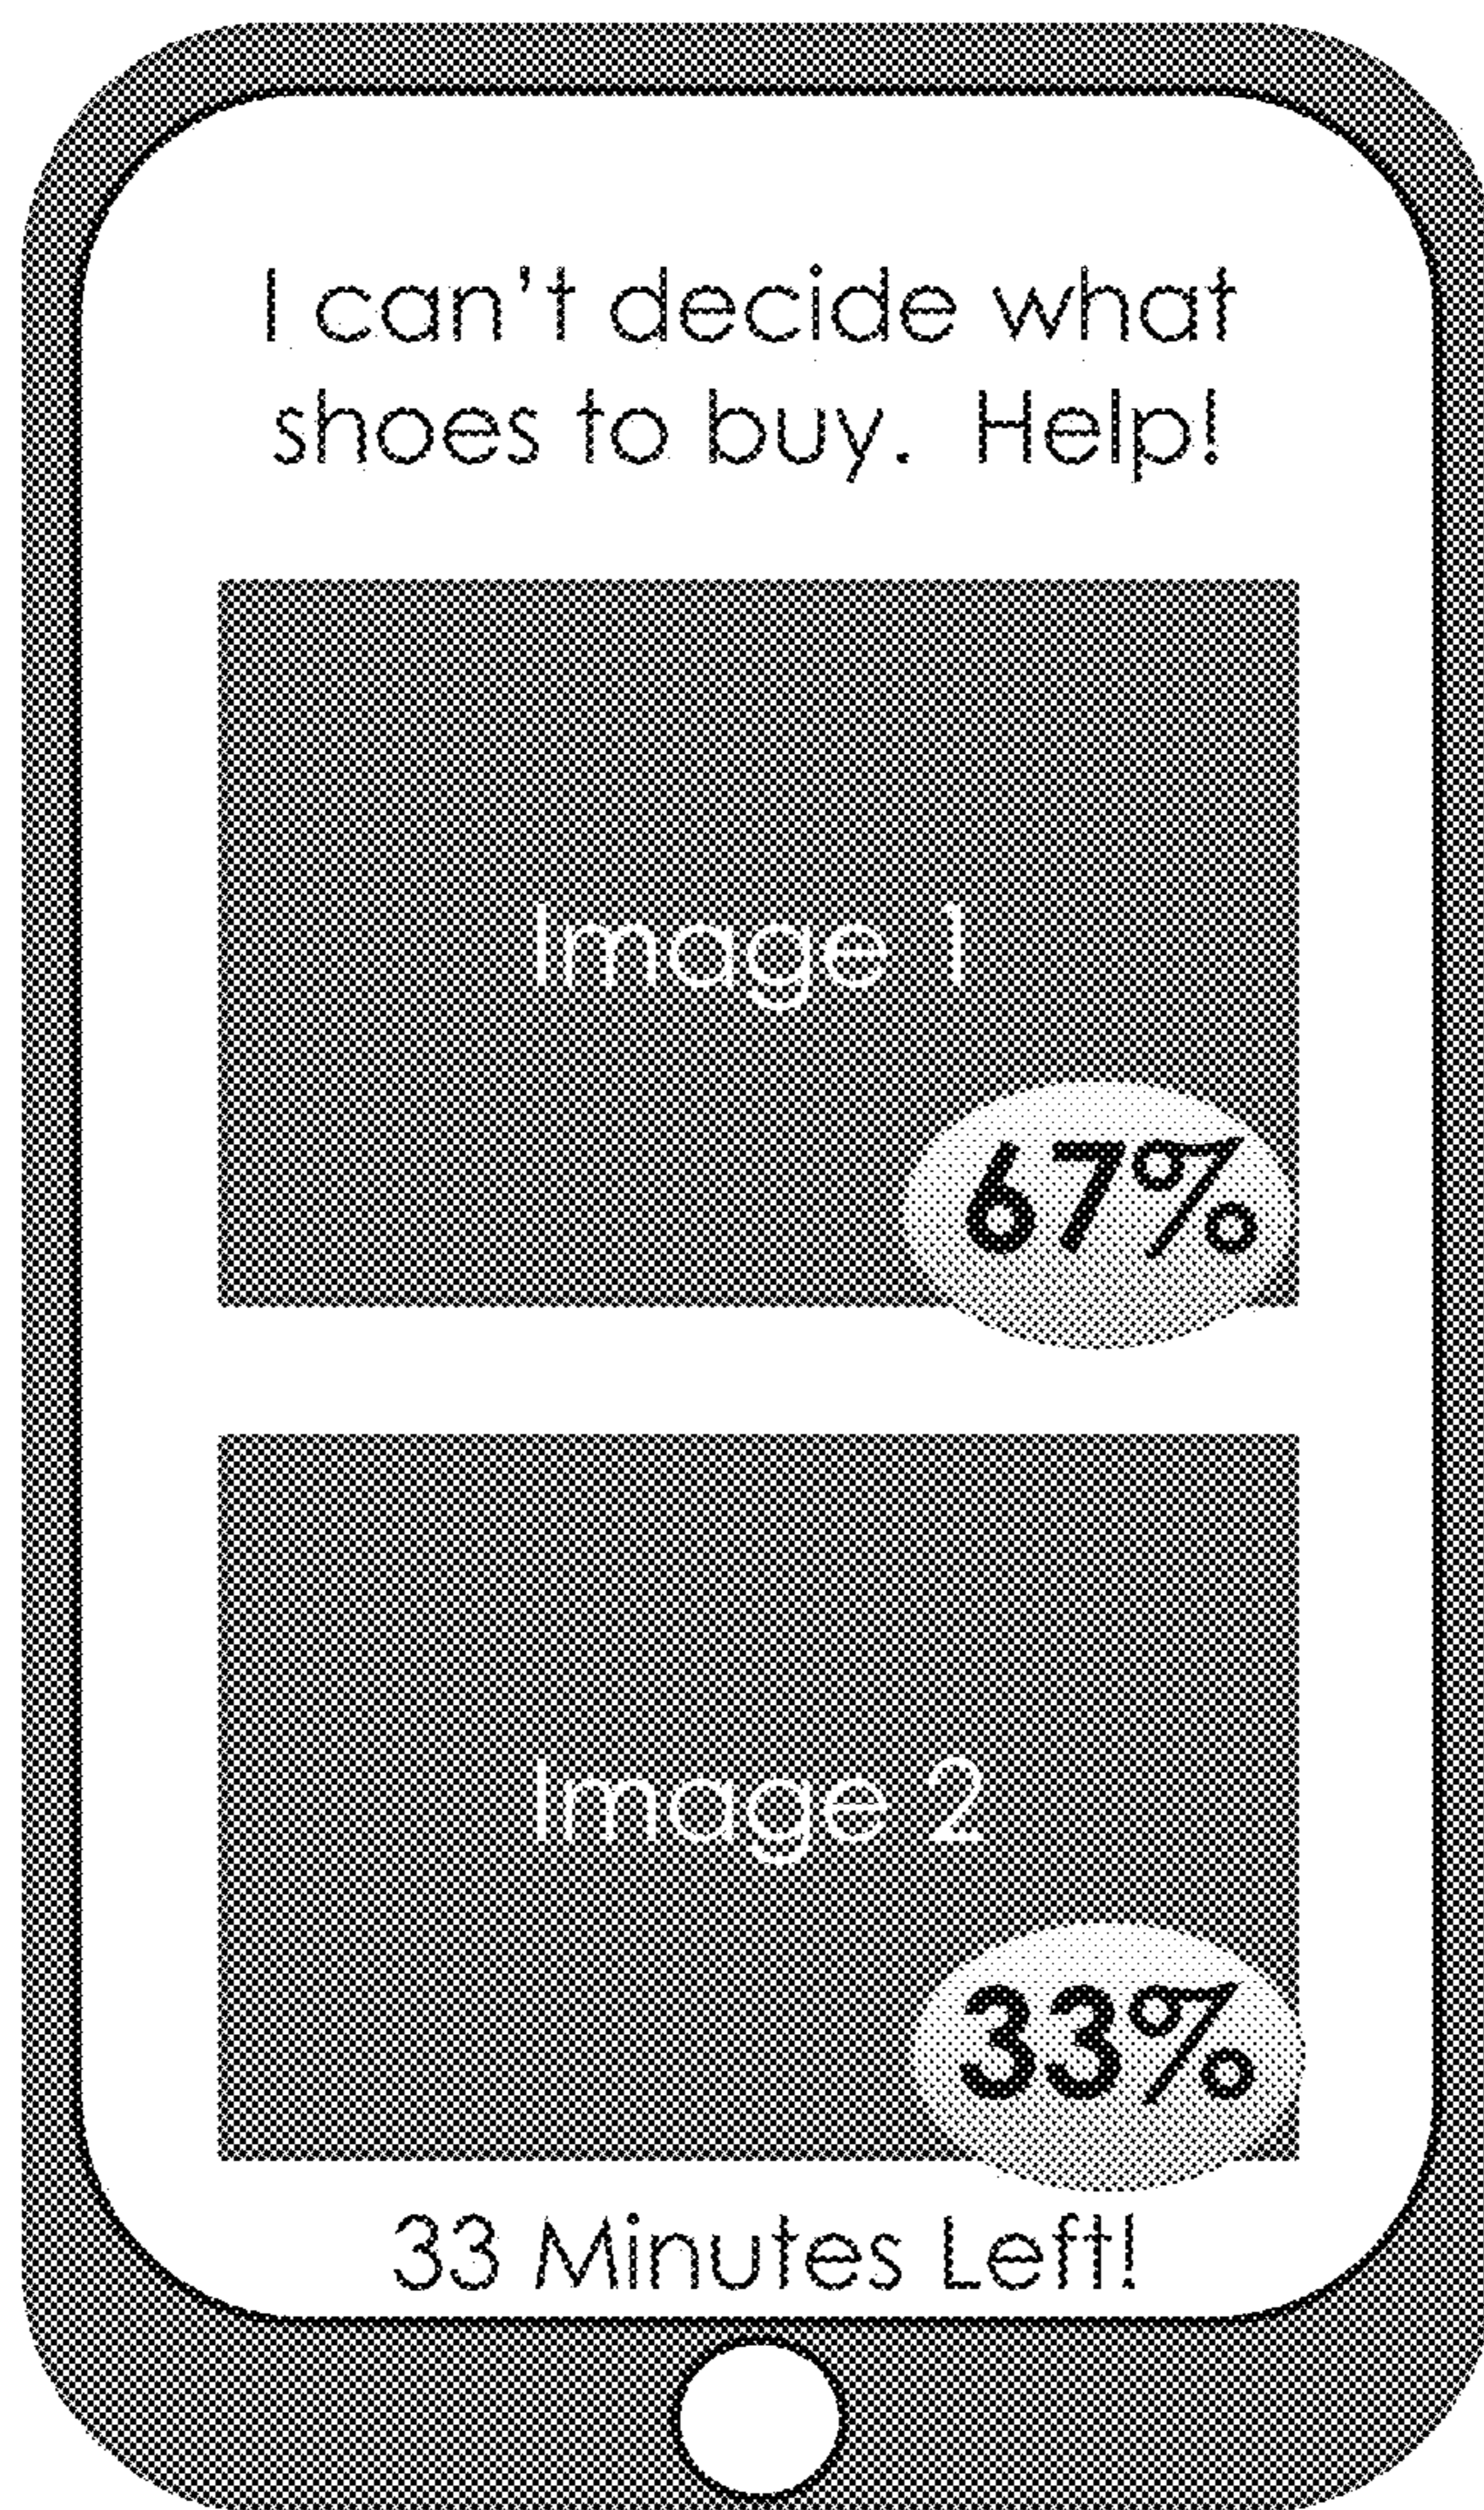 I can't decide what
shoes to buy.  Help!
Image 1
67%
Image 2
33%
33 Minutes Left!